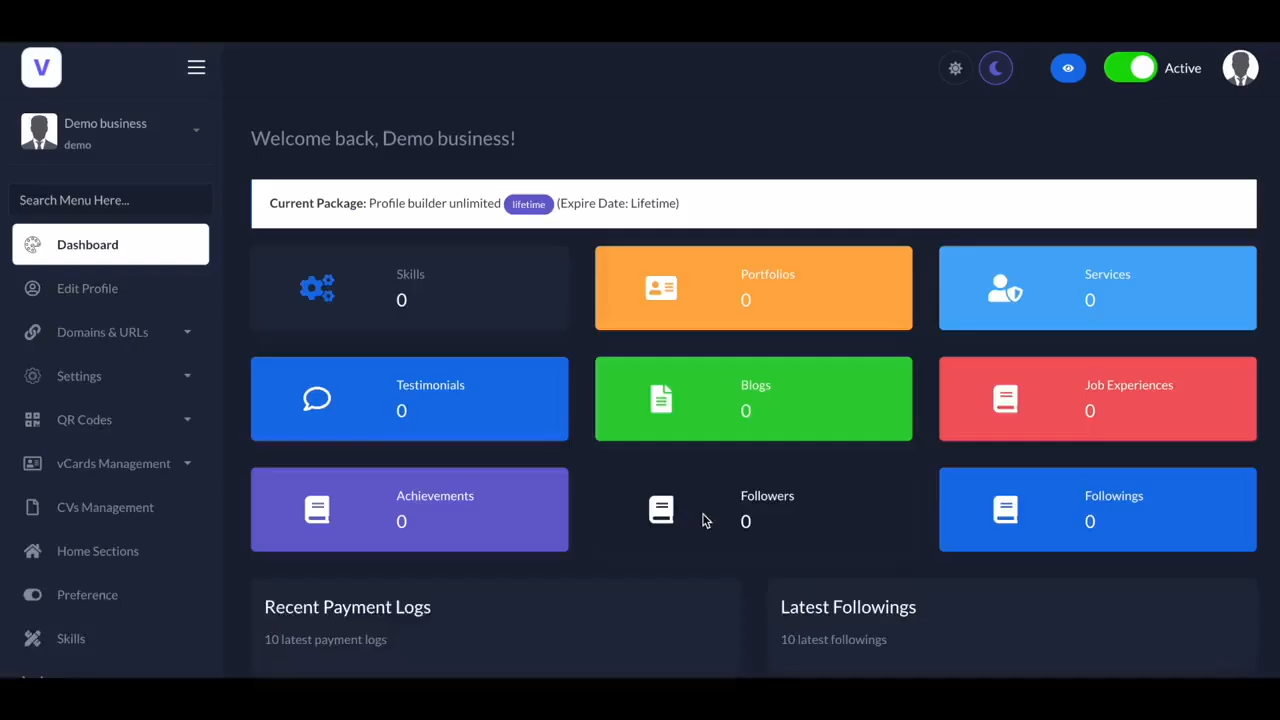 V
Active
Demo business
demo
Search Menu Here...
Dashboard
Edit Profile
Domains & URLs
Settings
QR Codes
vCards Management
CVs Management
Home Sections
Preference
Skills
Welcome back, Demo business!
Current Package: Profile builder unlimited lifetime (Expire Date: Lifetime)
Skills
0
Portfolios
0
Services
0
Testimonials
0
Blogs
0
Job Experiences
0
Achievements
0
Followers
0
Followings
0
Recent Payment Logs
10 latest payment logs
Latest Followings
10 latest followings